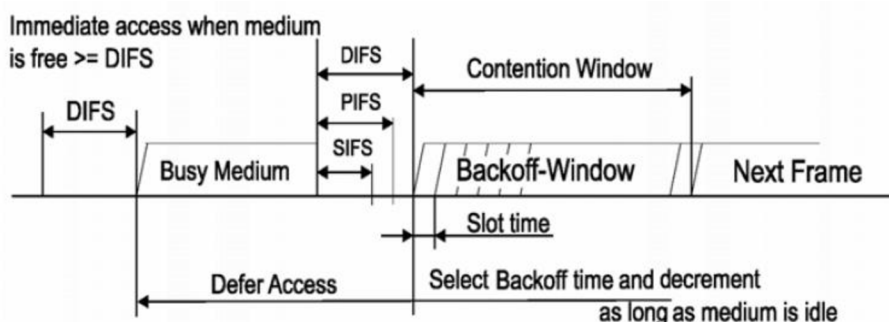 Immediate access when medium
is free >= DIFS
DIFS
DIFS
PIFS
SIFS
Contention Window
Busy Medium
Backoff-Window
Next Frame
Slot time
Defer Access
Select Backoff time and decrement
as long as medium is idle